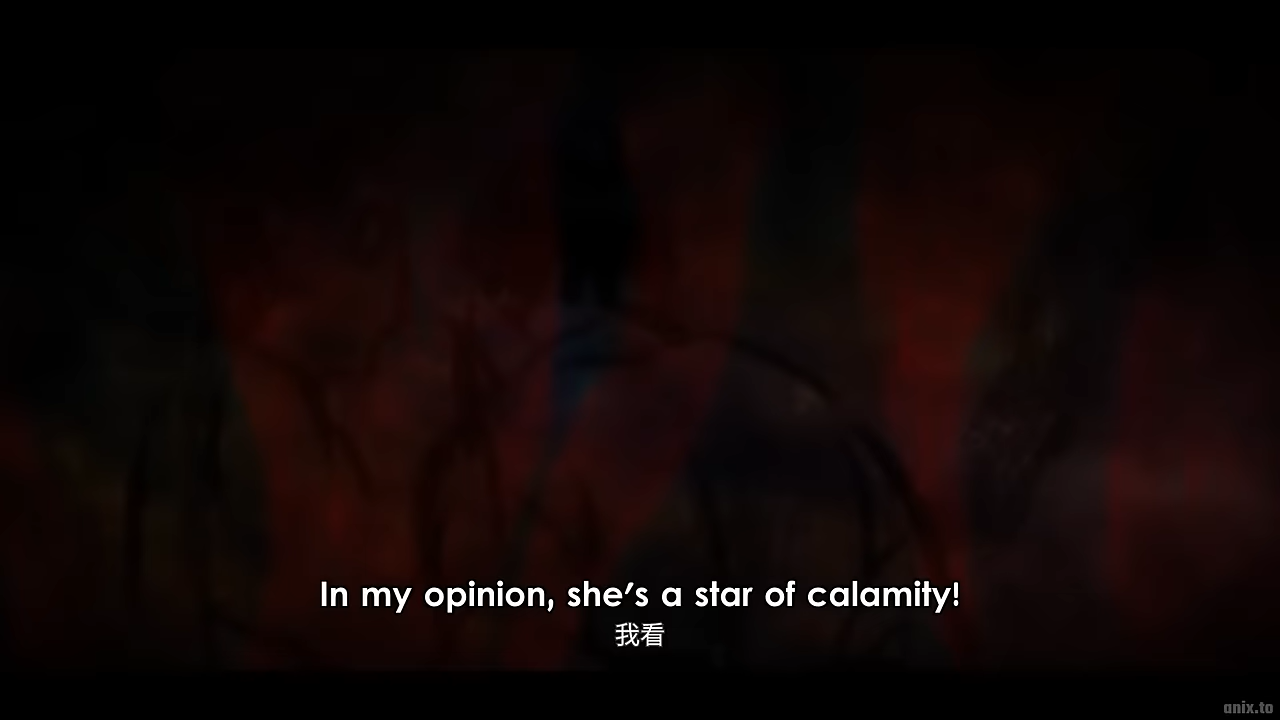 In my opinion, she's a star of calamity!
我看
anix.to